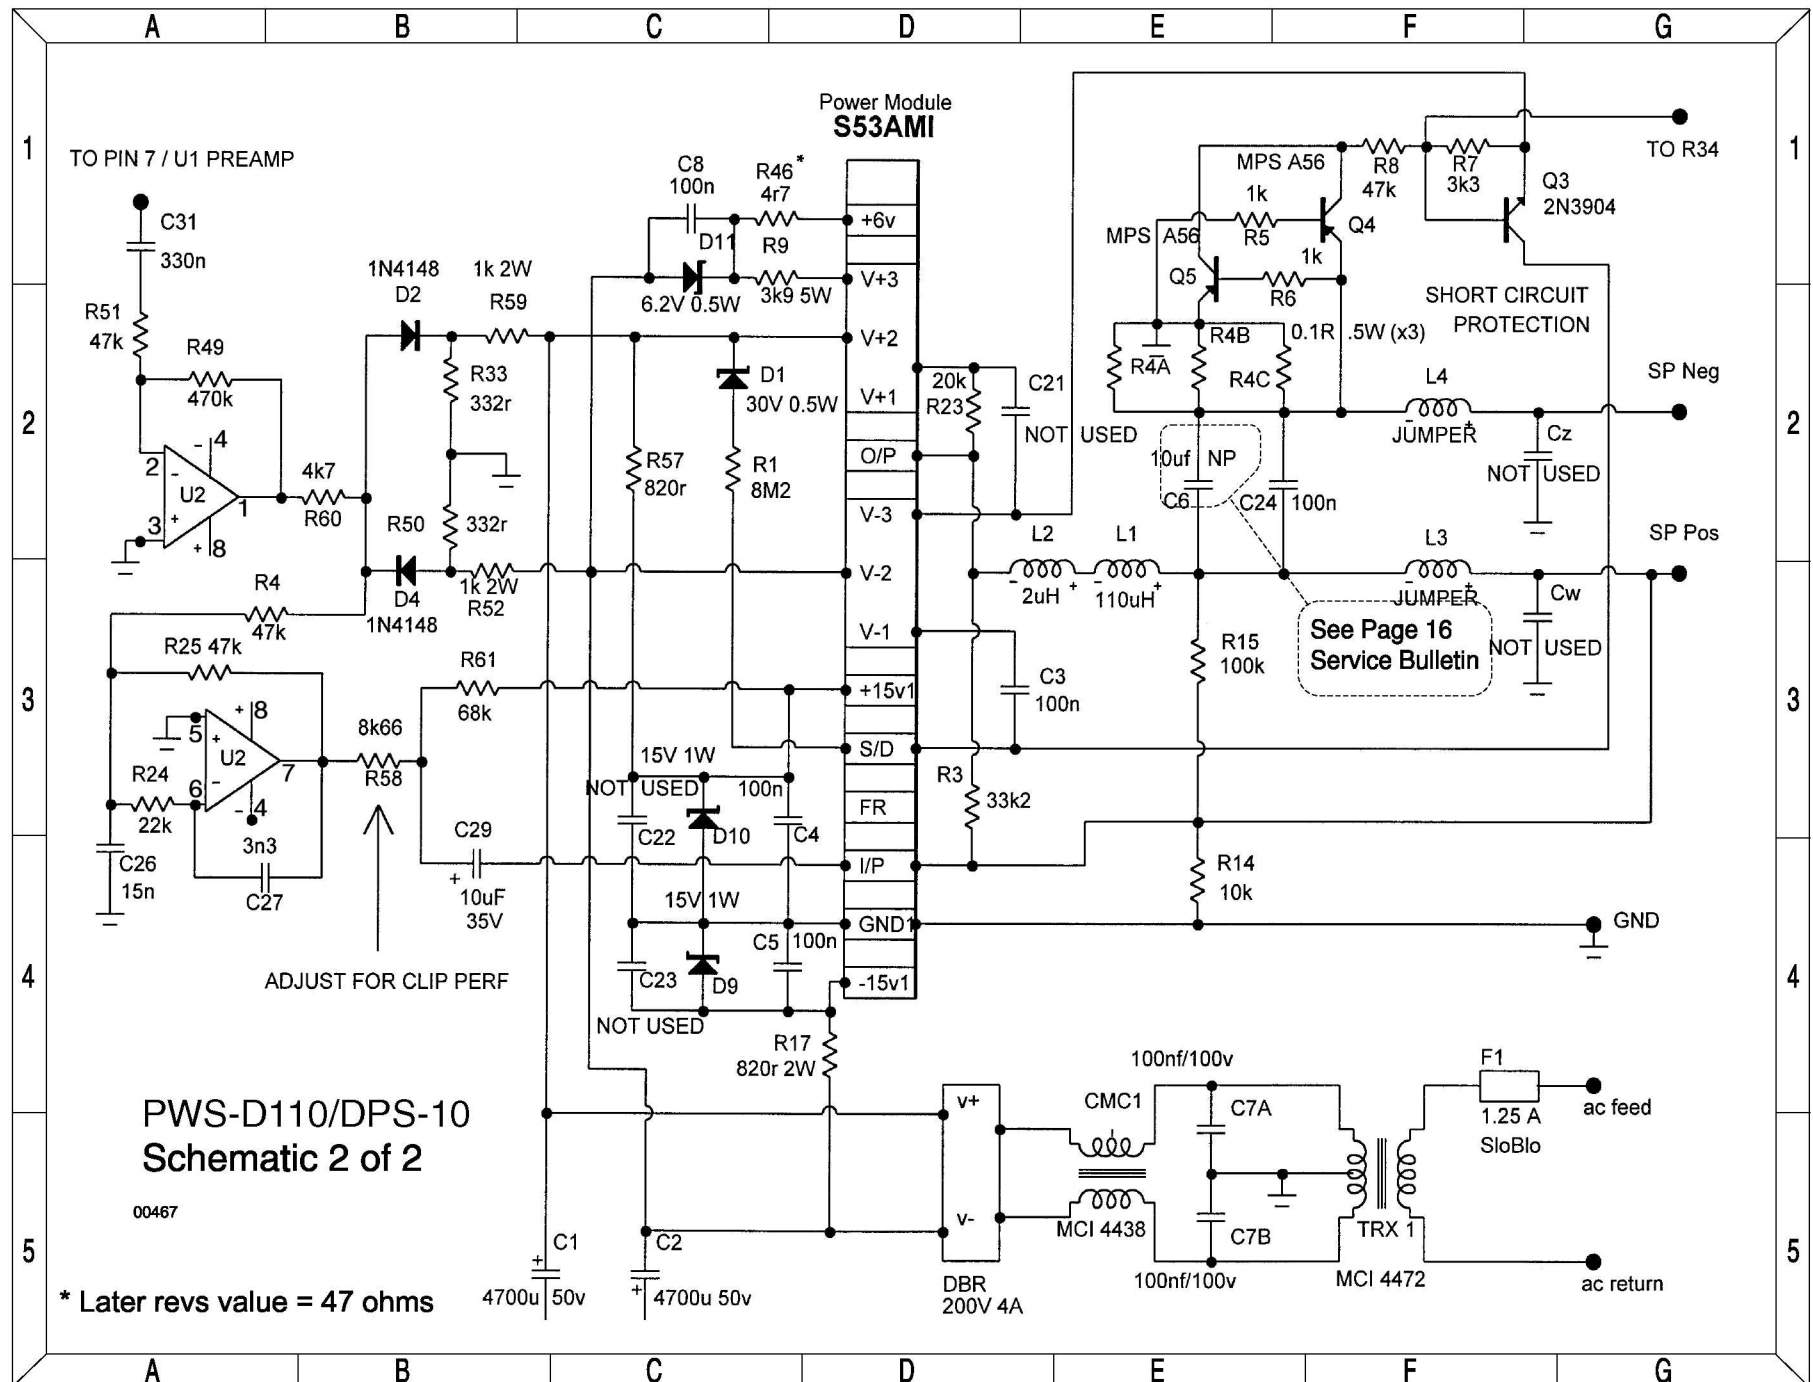 A B C D E F G
1
2
3
4
5
1
2
3
4
5
A B C D E F G
Power Module
S53AMI
+6v
V+3
V+2
V+1
O/P
V-3
V-2
V-1
+15v1
S/D
FR
I/P
GND1
-15v1
TO PIN 7 / U1 PREAMP
C31
330n
R51
47k
R49
470k
4
-
2
-
U2
1
3
+
+
8
4k7
R60
1N4148
D2
1k 2W
R59
R33
332r
R50
332r
D4
1N4148
1k 2W
R52
R4
47k
R25 47k
+
8
5
+
U2
7
6
-
-
4
R24
22k
C26
15n
3n3
C27
8k66
R58
R61
68k
C29
+
10uF
35V
ADJUST FOR CLIP PERF
C8
100n
R46
*
4r7
D11
R9
6.2V 0.5W
3k9 5W
D1
30V 0.5W
R57
820r
R1
8M2
15V 1W
NOT USED
100n
C22
D10
C4
15V 1W
C5
100n
C23
D9
NOT USED
R17
820r 2W
20k
R23
C21
NOT USED
L2
-
+
2uH
L1
-
+
110uH
C3
100n
R3
33k2
MPS A56
1k
R5
Q4
R8
47k
R7
3k3
Q3
2N3904
TO R34
MPS A56
Q5
1k
R6
SHORT CIRCUIT
PROTECTION
R4A
R4B
R4C
0.1R .5W (x3)
L4
-
+
JUMPER
SP Neg
Cz
NOT USED
10uf NP
C6
C24
100n
L3
-
+
JUMPER
SP Pos
Cw
NOT USED
See Page 16
Service Bulletin
R15
100k
R14
10k
GND
v+
v-
DBR
200V 4A
CMC1
MCI 4438
100nf/100v
C7A
C7B
100nf/100v
TRX 1
MCI 4472
F1
1.25 A
SloBlo
ac feed
ac return
C1
+
4700u 50v
C2
+
4700u 50v
PWS-D110/DPS-10
Schematic 2 of 2
00467
* Later revs value = 47 ohms